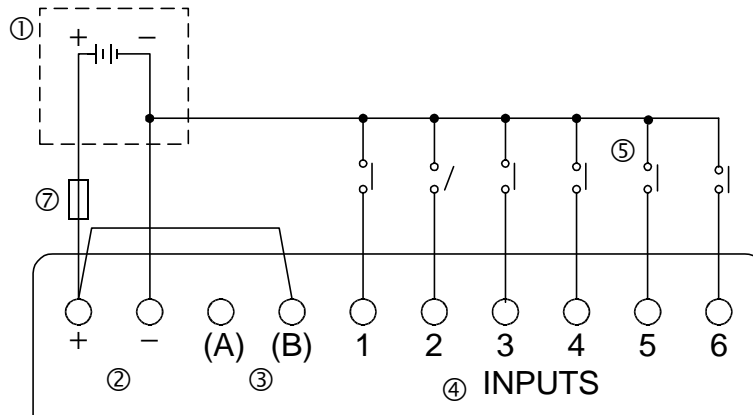 ①
+ −
⑤
⑦
+ − (A) (B) 1 2 3 4 5 6
② ③ ④ INPUTS